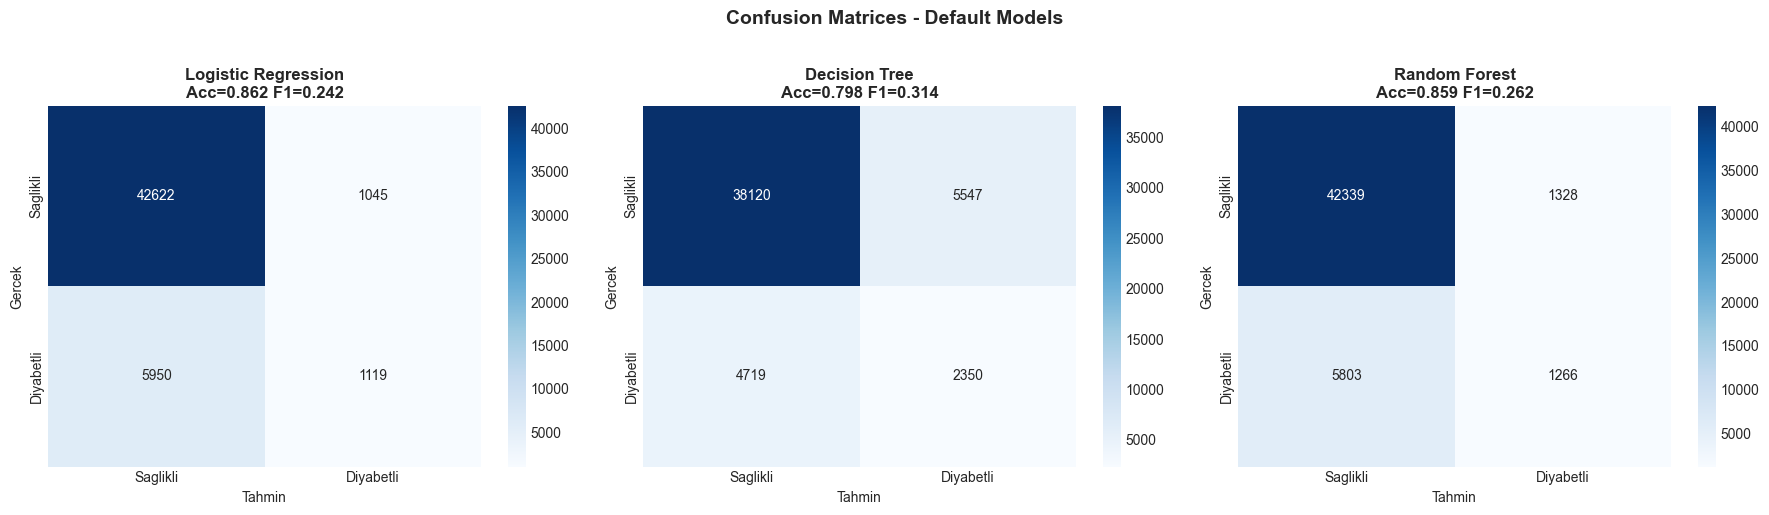 Confusion Matrices - Default Models
Logistic Regression
Acc=0.862 F1=0.242
Gercek
Saglikli
42622
1045
Diyabetli
5950
1119
Saglikli
Diyabetli
Tahmin
40000
35000
30000
25000
20000
15000
10000
5000
Decision Tree
Acc=0.798 F1=0.314
Gercek
Saglikli
38120
5547
Diyabetli
4719
2350
Saglikli
Diyabetli
Tahmin
35000
30000
25000
20000
15000
10000
5000
Random Forest
Acc=0.859 F1=0.262
Gercek
Saglikli
42339
1328
Diyabetli
5803
1266
Saglikli
Diyabetli
Tahmin
40000
35000
30000
25000
20000
15000
10000
5000